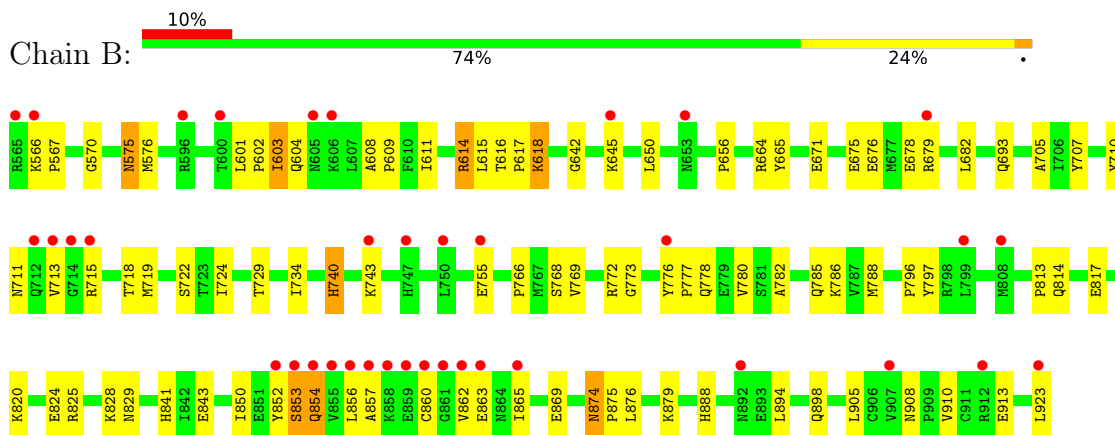 10%
Chain B:
74% 24% .
R565 K566 P567 G570 N575 M576 R596 T600 L601 P602 I603 Q604 N605 K606 L607 A608 P609 F610 I611 R614 L615 T616 P617 K618 G642 K645 L650 N653 P656 R664 Y665 E671 E675 E676 M677 E678 R679 L682 Q693 A705 I706 Y707 Y710
N711 Q712 V713 G714 R715 T718 M719 S722 T723 I724 T729 I734 H740 K743 H747 L750 E755 P766 M767 S768 V769 R772 G773 Y776 P777 Q778 E779 V780 S781 A782 Q785 K786 V787 M788 P796 Y797 R798 L799 M808 P813 Q814 E817
K820 E824 R825 K828 N829 H841 I842 E843 I850 E851 Y852 S853 Q854 V855 L856 A857 K858 E859 C860 G861 V862 E863 N864 I865 E869 N874 P875 L876 K879 H888 N892 E893 L894 Q898 L905 C906 V907 N908 P909 V910 C911 R912 E913 L923